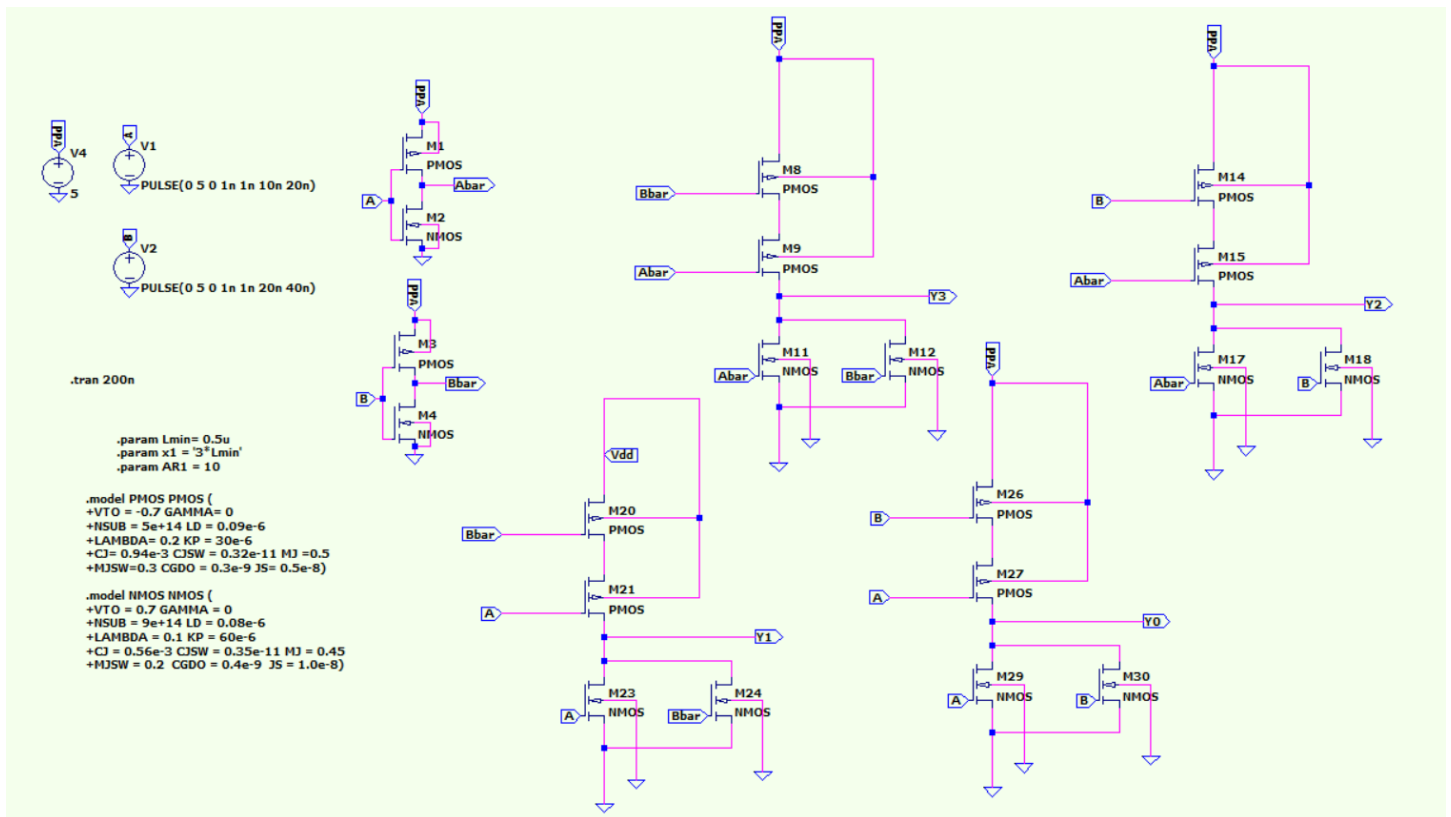 Vdd
V4
5
A
V1
PULSE(0 5 0 1n 1n 10n 20n)
B
V2
PULSE(0 5 0 1n 1n 20n 40n)
.tran 200n
.param Lmin= 0.5u
.param x1 = '3*Lmin'
.param AR1 = 10
.model PMOS PMOS (
+VTO = -0.7 GAMMA= 0
+NSUB = 5e+14 LD = 0.09e-6
+LAMBDA= 0.2 KP = 30e-6
+CJ= 0.94e-3 CJSW = 0.32e-11 MJ =0.5
+MJSW=0.3 CGDO = 0.3e-9 JS= 0.5e-8)
.model NMOS NMOS (
+VTO = 0.7 GAMMA = 0
+NSUB = 9e+14 LD = 0.08e-6
+LAMBDA = 0.1 KP = 60e-6
+CJ = 0.56e-3 CJSW = 0.35e-11 MJ = 0.45
+MJSW = 0.2  CGDO = 0.4e-9  JS = 1.0e-8)
Vdd
M1
PMOS
Abar
A
M2
NMOS
Vdd
M3
PMOS
Bbar
B
M4
NMOS
Vdd
M8
Bbar
PMOS
M9
Abar
PMOS
Y3
M11
Abar
NMOS
M12
Bbar
NMOS
Vdd
M14
B
PMOS
M15
Abar
PMOS
Y2
M17
Abar
NMOS
M18
B
NMOS
Vdd
M20
Bbar
PMOS
M21
A
PMOS
Y1
M23
A
NMOS
M24
Bbar
NMOS
Vdd
M26
B
PMOS
M27
A
PMOS
Y0
M29
A
NMOS
M30
B
NMOS